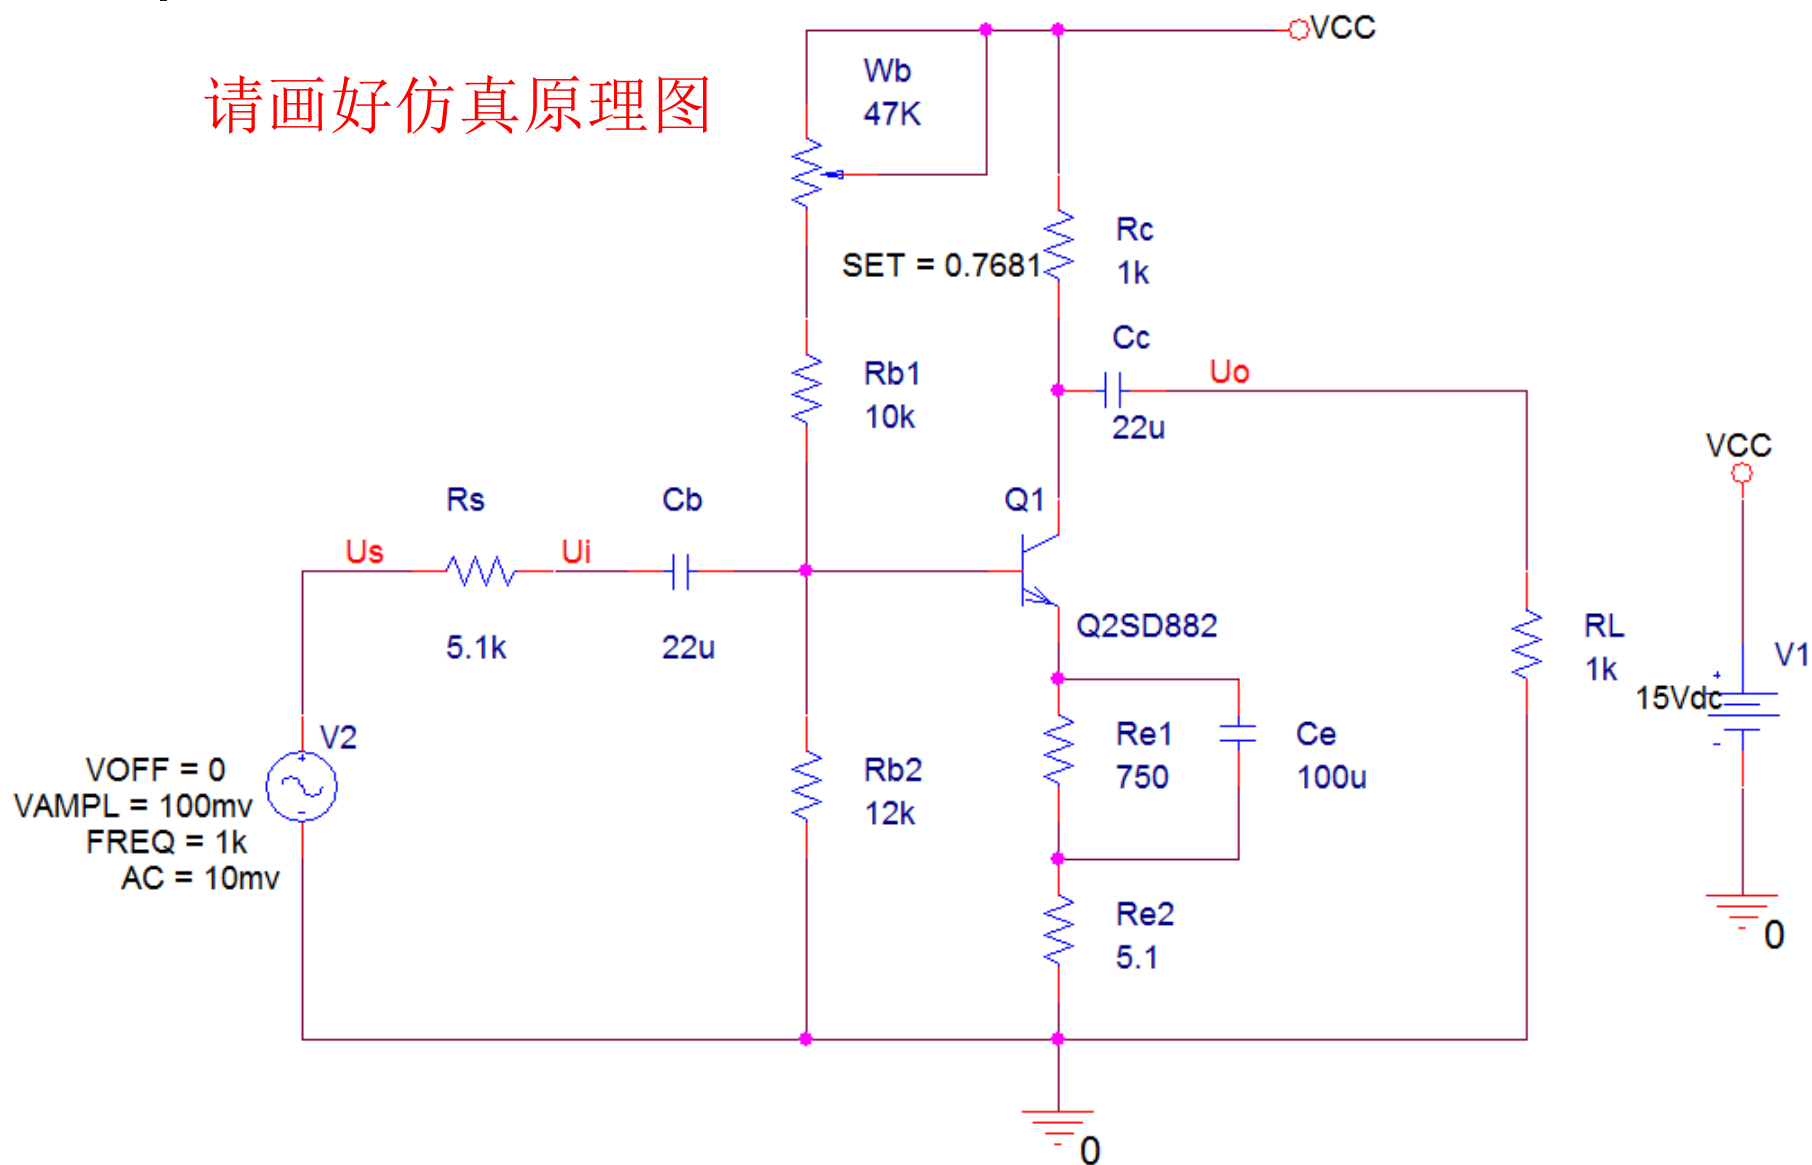 VCC
Wb
47K
请画好仿真原理图
Rc
1k
SET = 0.7681
Cc
22u
Uo
Rb1
10k
VCC
Rs
Cb
Q1
Us
Ui
5.1k
22u
Q2SD882
RL
1k
V1
15Vdc
V2
VOFF = 0
VAMPL = 100mv
FREQ = 1k
AC = 10mv
Rb2
12k
Re1
750
Ce
100u
Re2
5.1
0
0